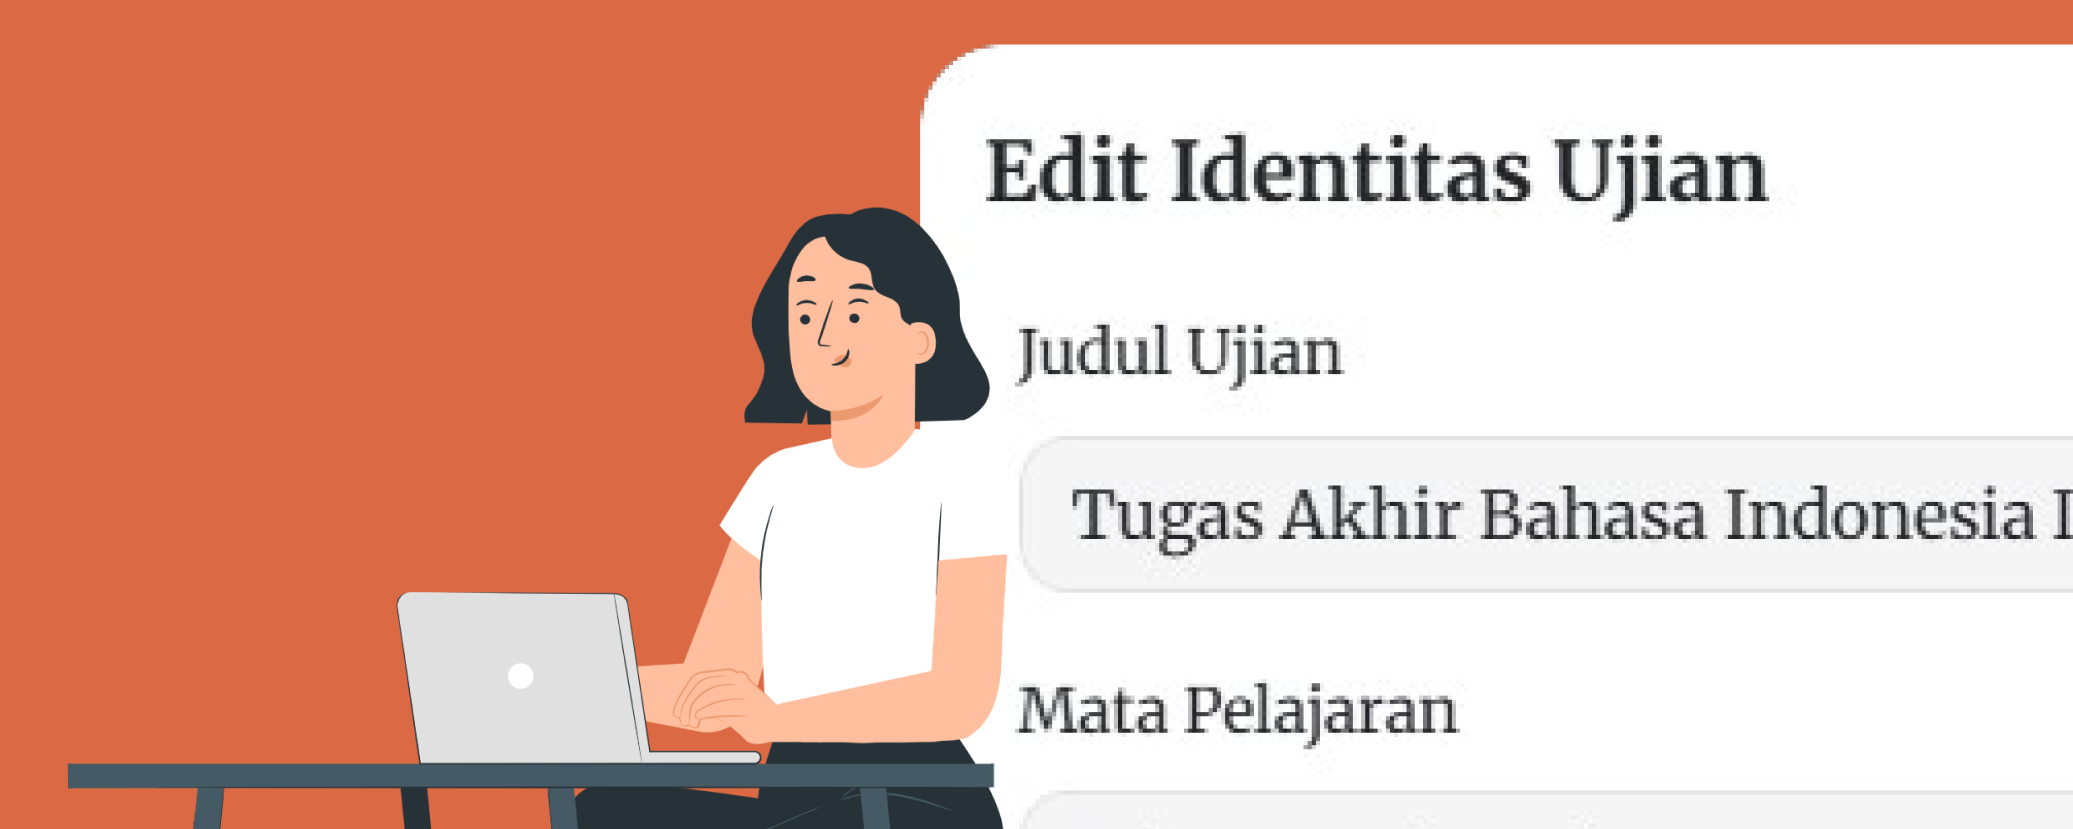 Edit Identitas Ujian
Judul Ujian
Tugas Akhir Bahasa Indonesia
Mata Pelajaran